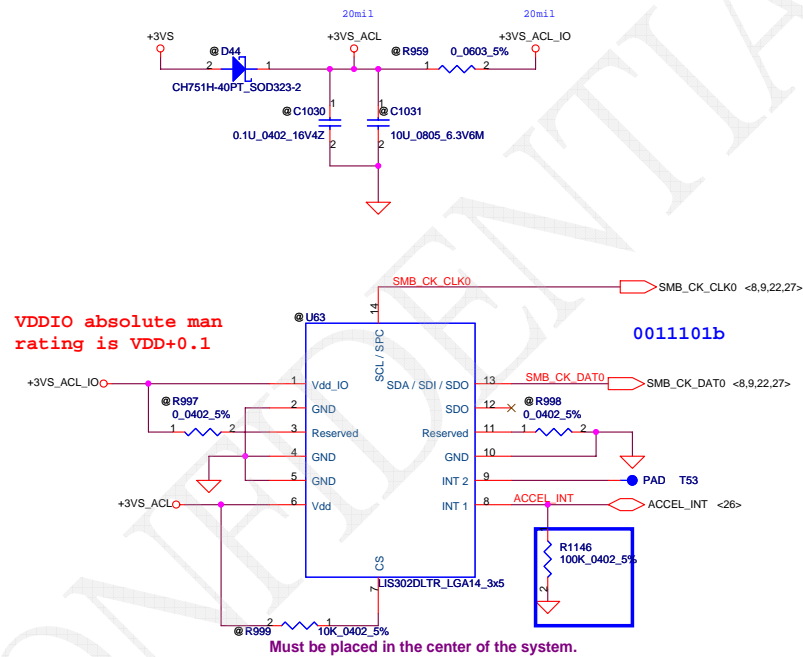 20mil 20mil
+3VS @ D44 +3VS_ACL @ R959 0_0603_5% +3VS_ACL_IO
2 1 1 2
CH751H-40PT_SOD323-2
1 1
@ C1030 @ C1031
0.1U_0402_16V4Z 10U_0805_6.3V6M
2 2
SMB_CK_CLK0 SMB_CK_CLK0 <8,9,22,27>
14
VDDIO absolute man
rating is VDD+0.1
@ U63
SCL / SPC
0011101b
+3VS_ACL_IO 1 Vdd_IO SDA / SDI / SDO 13 SMB_CK_DAT0 SMB_CK_DAT0 <8,9,22,27>
@ R997 2 GND SDO 12 @ R998
0_0402_5% 0_0402_5%
1 2 3 Reserved Reserved 11 1 2
4 GND GND 10
5 GND INT 2 9 PAD T53
+3VS_ACL 6 Vdd INT 1 8 ACCEL_INT ACCEL_INT <26>
1
R1146
100K_0402_5%
2
CS
7
LIS302DLTR_LGA14_3x5
2 1
@ R999 10K_0402_5%
Must be placed in the center of the system.
CONFIDENTIA